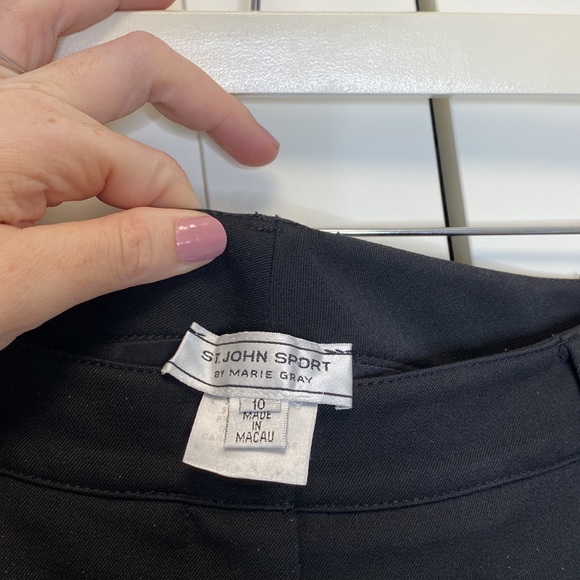 ST. JOHN SPORT
BY MARIE GRAY
10
MADE
IN
MACAU